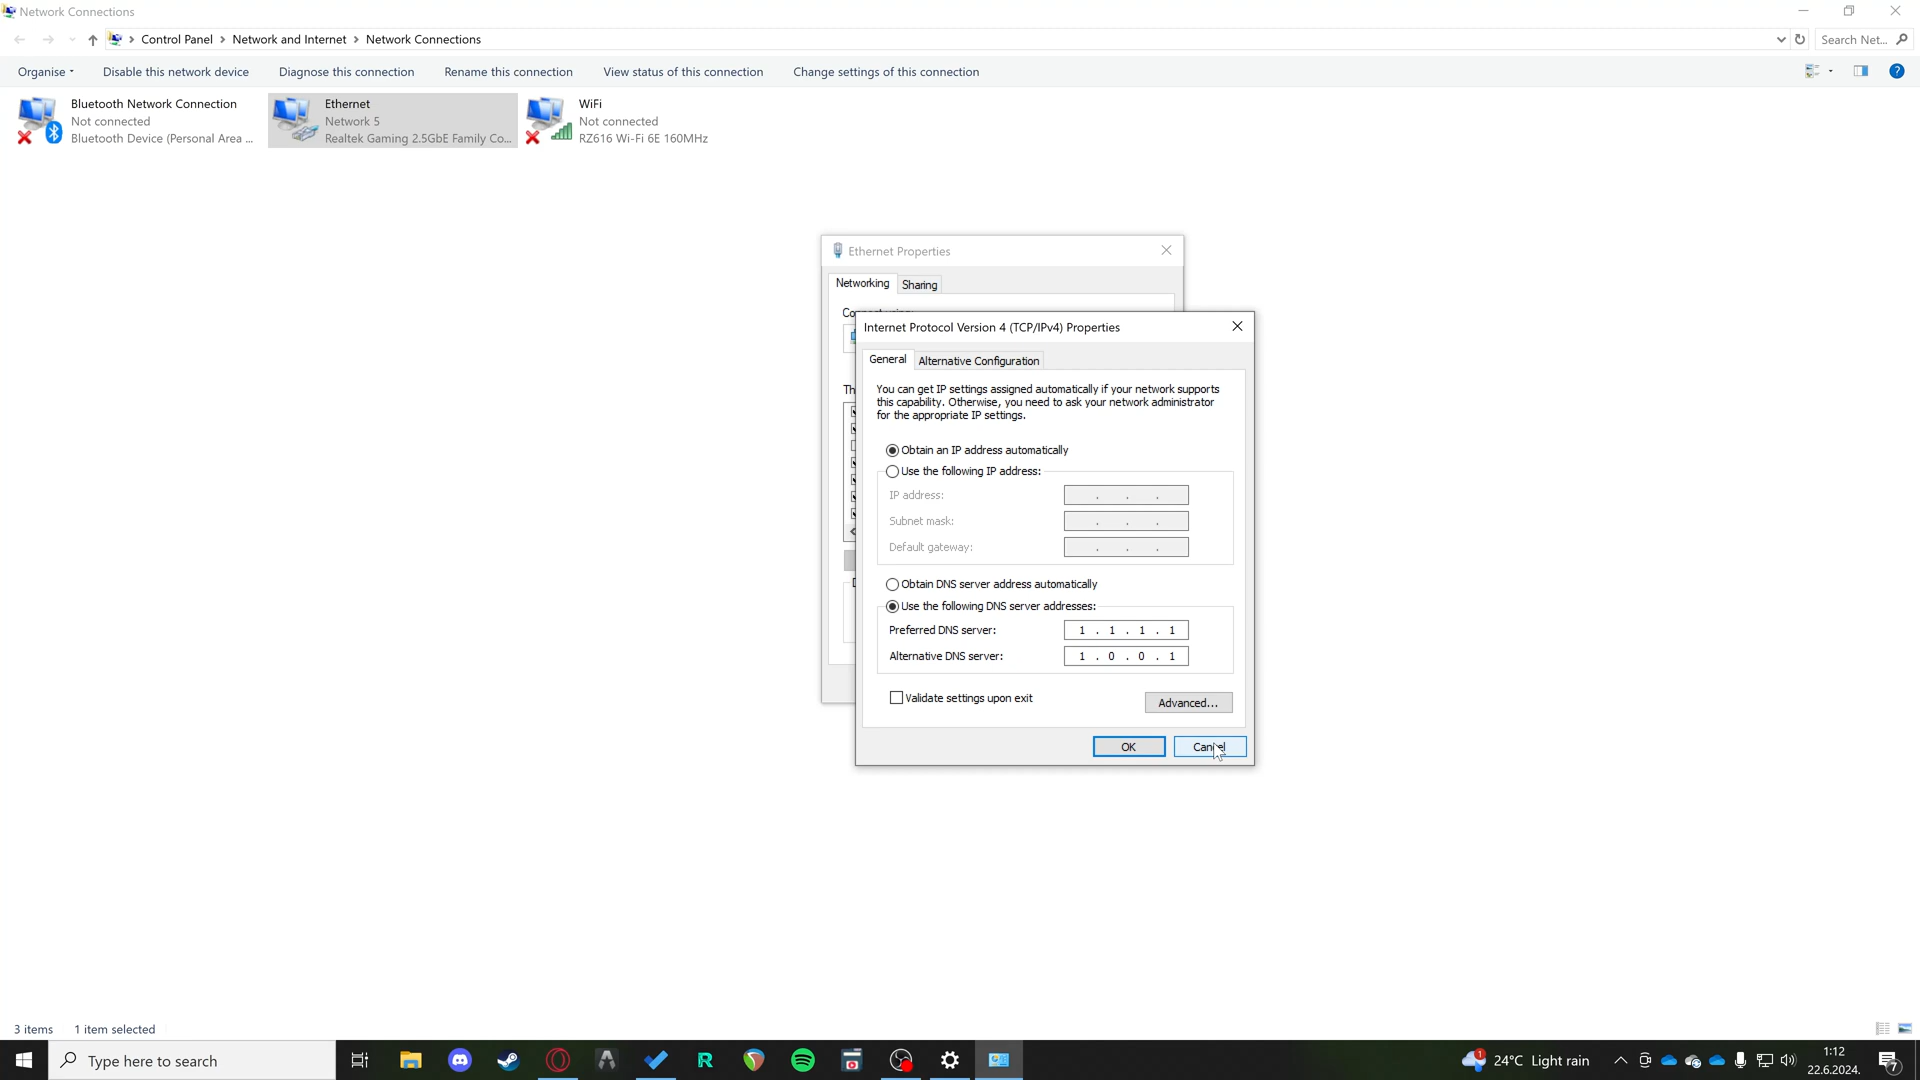 Network Connections
Control Panel > Network and Internet > Network Connections
Search Net...
Organise
Disable this network device
Diagnose this connection
Rename this connection
View status of this connection
Change settings of this connection
Bluetooth Network Connection
Not connected
Bluetooth Device (Personal Area ...
Ethernet
Network 5
Realtek Gaming 2.5GbE Family Co...
WiFi
Not connected
RZ616 Wi-Fi 6E 160MHz
Ethernet Properties
Networking
Sharing
Internet Protocol Version 4 (TCP/IPv4) Properties
General
Alternative Configuration
You can get IP settings assigned automatically if your network supports
this capability. Otherwise, you need to ask your network administrator
for the appropriate IP settings.
Obtain an IP address automatically
Use the following IP address:
IP address:
Subnet mask:
Default gateway:
Obtain DNS server address automatically
Use the following DNS server addresses:
Preferred DNS server:
1 . 1 . 1 . 1
Alternative DNS server:
1 . 0 . 0 . 1
Validate settings upon exit
Advanced...
OK
Cancel
3 items
1 item selected
Type here to search
24°C Light rain
1:12
22.6.2024.
7